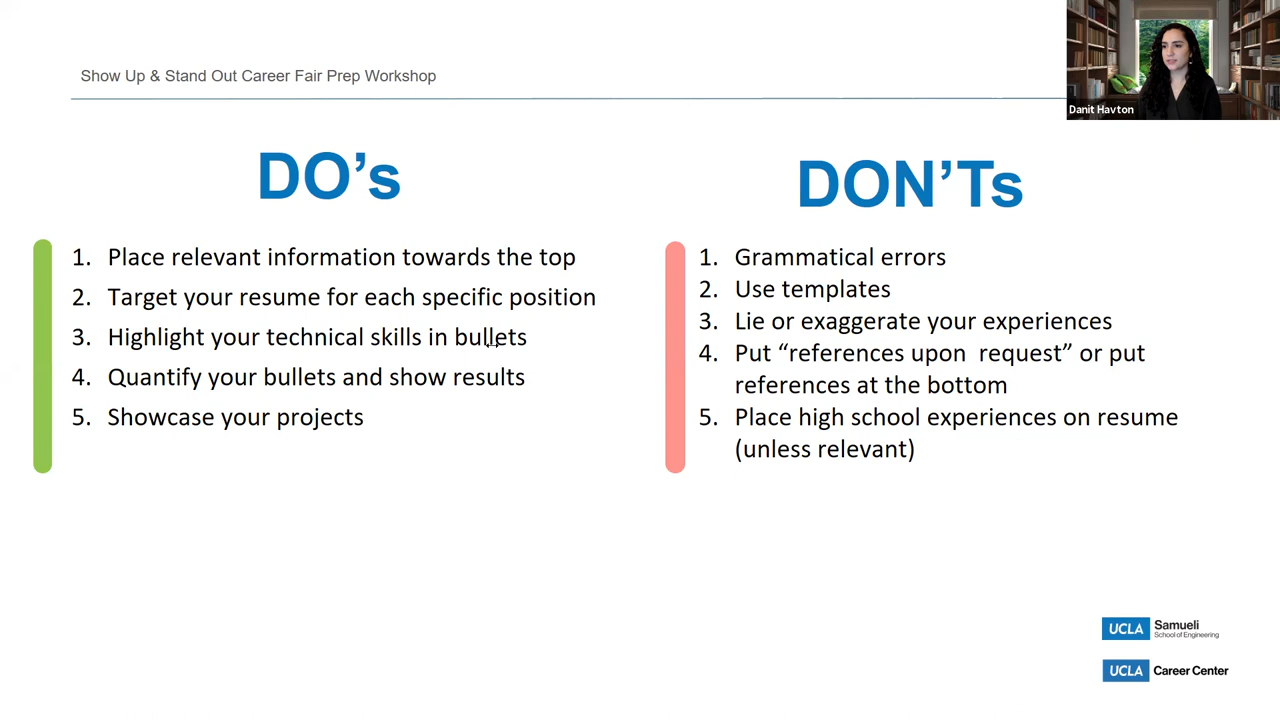 Show Up & Stand Out Career Fair Prep Workshop
Danit Havton
DO’s
1. Place relevant information towards the top
2. Target your resume for each specific position
3. Highlight your technical skills in bullets
4. Quantify your bullets and show results
5. Showcase your projects
DON’Ts
1. Grammatical errors
2. Use templates
3. Lie or exaggerate your experiences
4. Put “references upon request” or put
references at the bottom
5. Place high school experiences on resume
(unless relevant)
UCLA Samueli
School of Engineering
UCLA Career Center